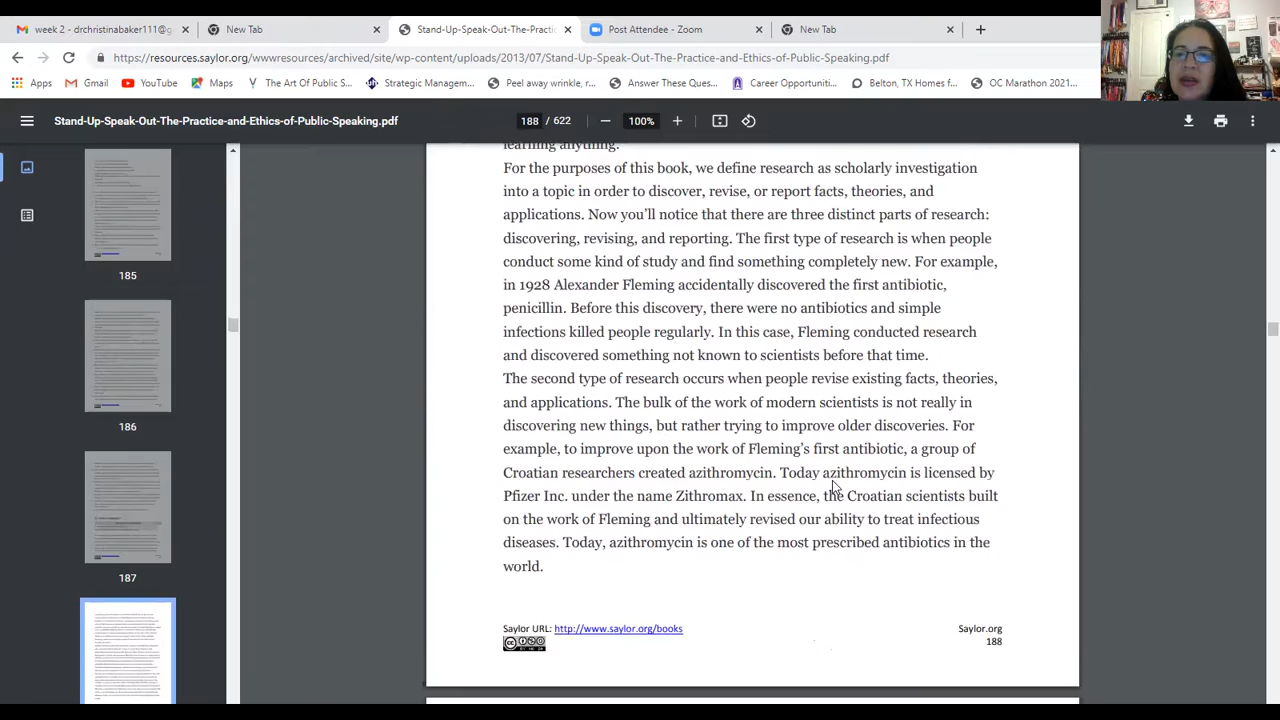 week 2 - drchristinabaker111@g
New Tab
Stand-Up-Speak-Out-The-Practic
Post Attendee - Zoom
New Tab
https://resources.saylor.org/wwwresources/archived/site/wp-content/uploads/2013/07/Stand-Up-Speak-Out-The-Practice-and-Ethics-of-Public-Speaking.pdf
Apps
Gmail
YouTube
Maps
The Art Of Public S...
Strategic Managem...
Peel away wrinkle, r...
Answer These Ques...
Career Opportuniti...
Belton, TX Homes f...
OC Marathon 2021...
Stand-Up-Speak-Out-The-Practice-and-Ethics-of-Public-Speaking.pdf
188 / 622
100%
185
186
187
learning anything.
For the purposes of this book, we define research as scholarly investigation
into a topic in order to discover, revise, or report facts, theories, and
applications. Now you’ll notice that there are three distinct parts of research:
discovering, revising, and reporting. The first type of research is when people
conduct some kind of study and find something completely new. For example,
in 1928 Alexander Fleming accidentally discovered the first antibiotic,
penicillin. Before this discovery, there were no antibiotics and simple
infections killed people regularly. In this case, Fleming conducted research
and discovered something not known to scientists before that time.
The second type of research occurs when people revise existing facts, theories,
and applications. The bulk of the work of modern scientists is not really in
discovering new things, but rather trying to improve older discoveries. For
example, to improve upon the work of Fleming’s first antibiotic, a group of
Croatian researchers created azithromycin. Today azithromycin is licensed by
Pfizer Inc. under the name Zithromax. In essence, the Croatian scientists built
on the work of Fleming and ultimately revised our ability to treat infectious
diseases. Today, azithromycin is one of the most prescribed antibiotics in the
world.
Saylor URL: http://www.saylor.org/books
Saylor.org
188